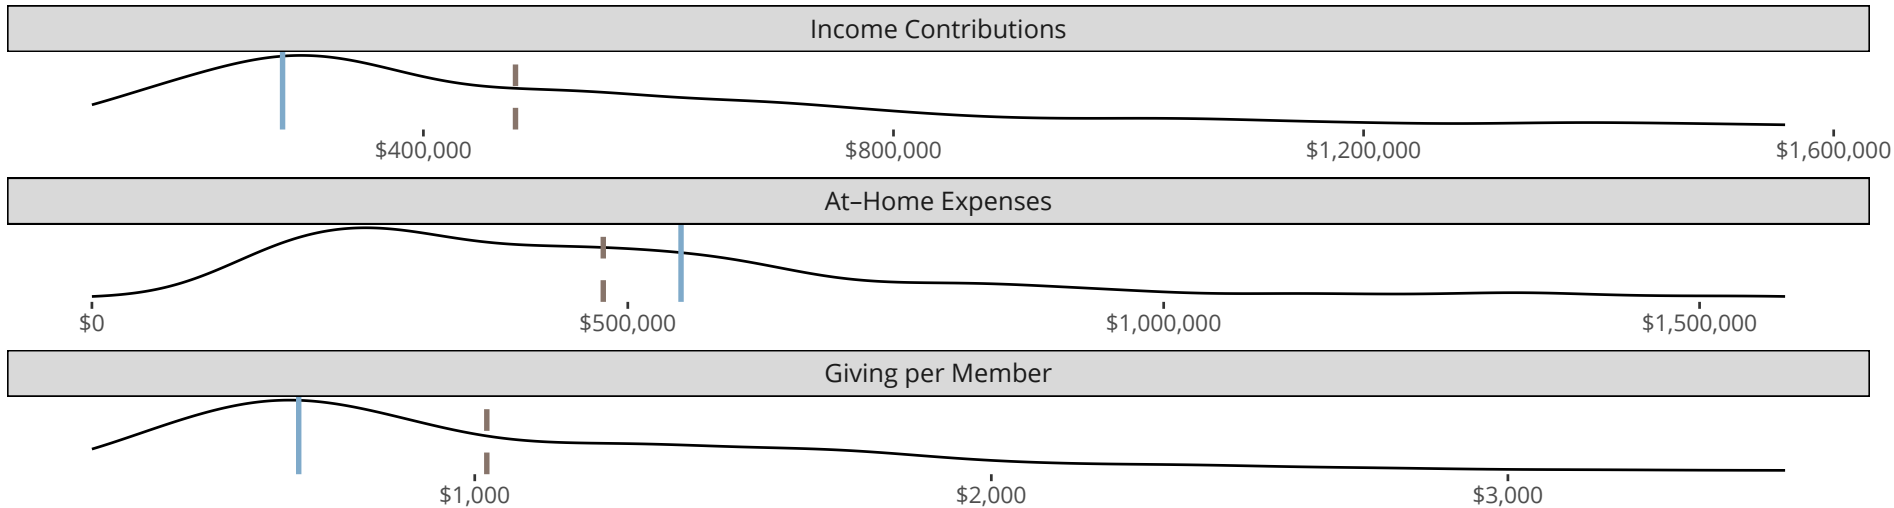 Income Contributions
$400,000 $800,000 $1,200,000 $1,600,000
At–Home Expenses
$0 $500,000 $1,000,000 $1,500,000
Giving per Member
$1,000 $2,000 $3,000